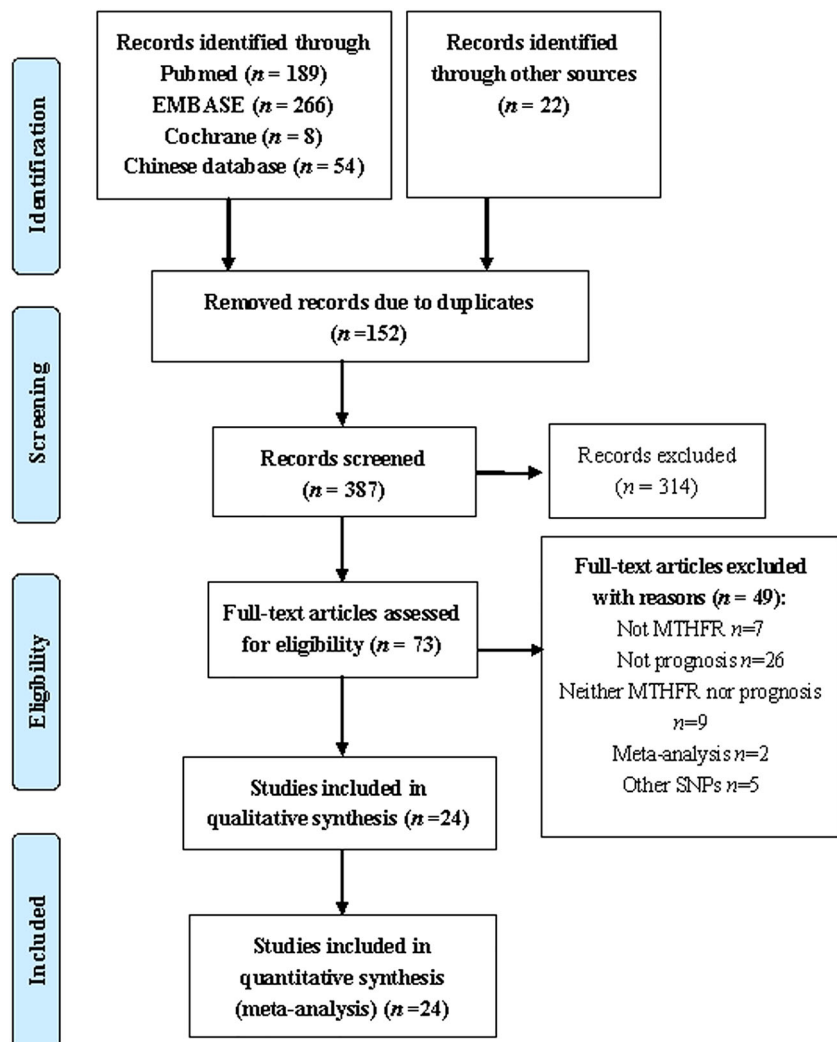 Identification
Records identified through
Pubmed (n = 189)
EMBASE (n = 266)
Cochrane (n = 8)
Chinese database (n = 54)
Records identified
through other sources
(n = 22)
Removed records due to duplicates
(n =152)
Screening
Records screened
(n = 387)
Records excluded
(n = 314)
Eligibility
Full-text articles assessed
for eligibility (n = 73)
Full-text articles excluded
with reasons (n = 49):
Not MTHFR n=7
Not prognosis n=26
Neither MTHFR nor prognosis
n=9
Meta-analysis n=2
Other SNPs n=5
Studies included in
qualitative synthesis (n =24)
Included
Studies included in
quantitative synthesis
(meta-analysis) (n =24)